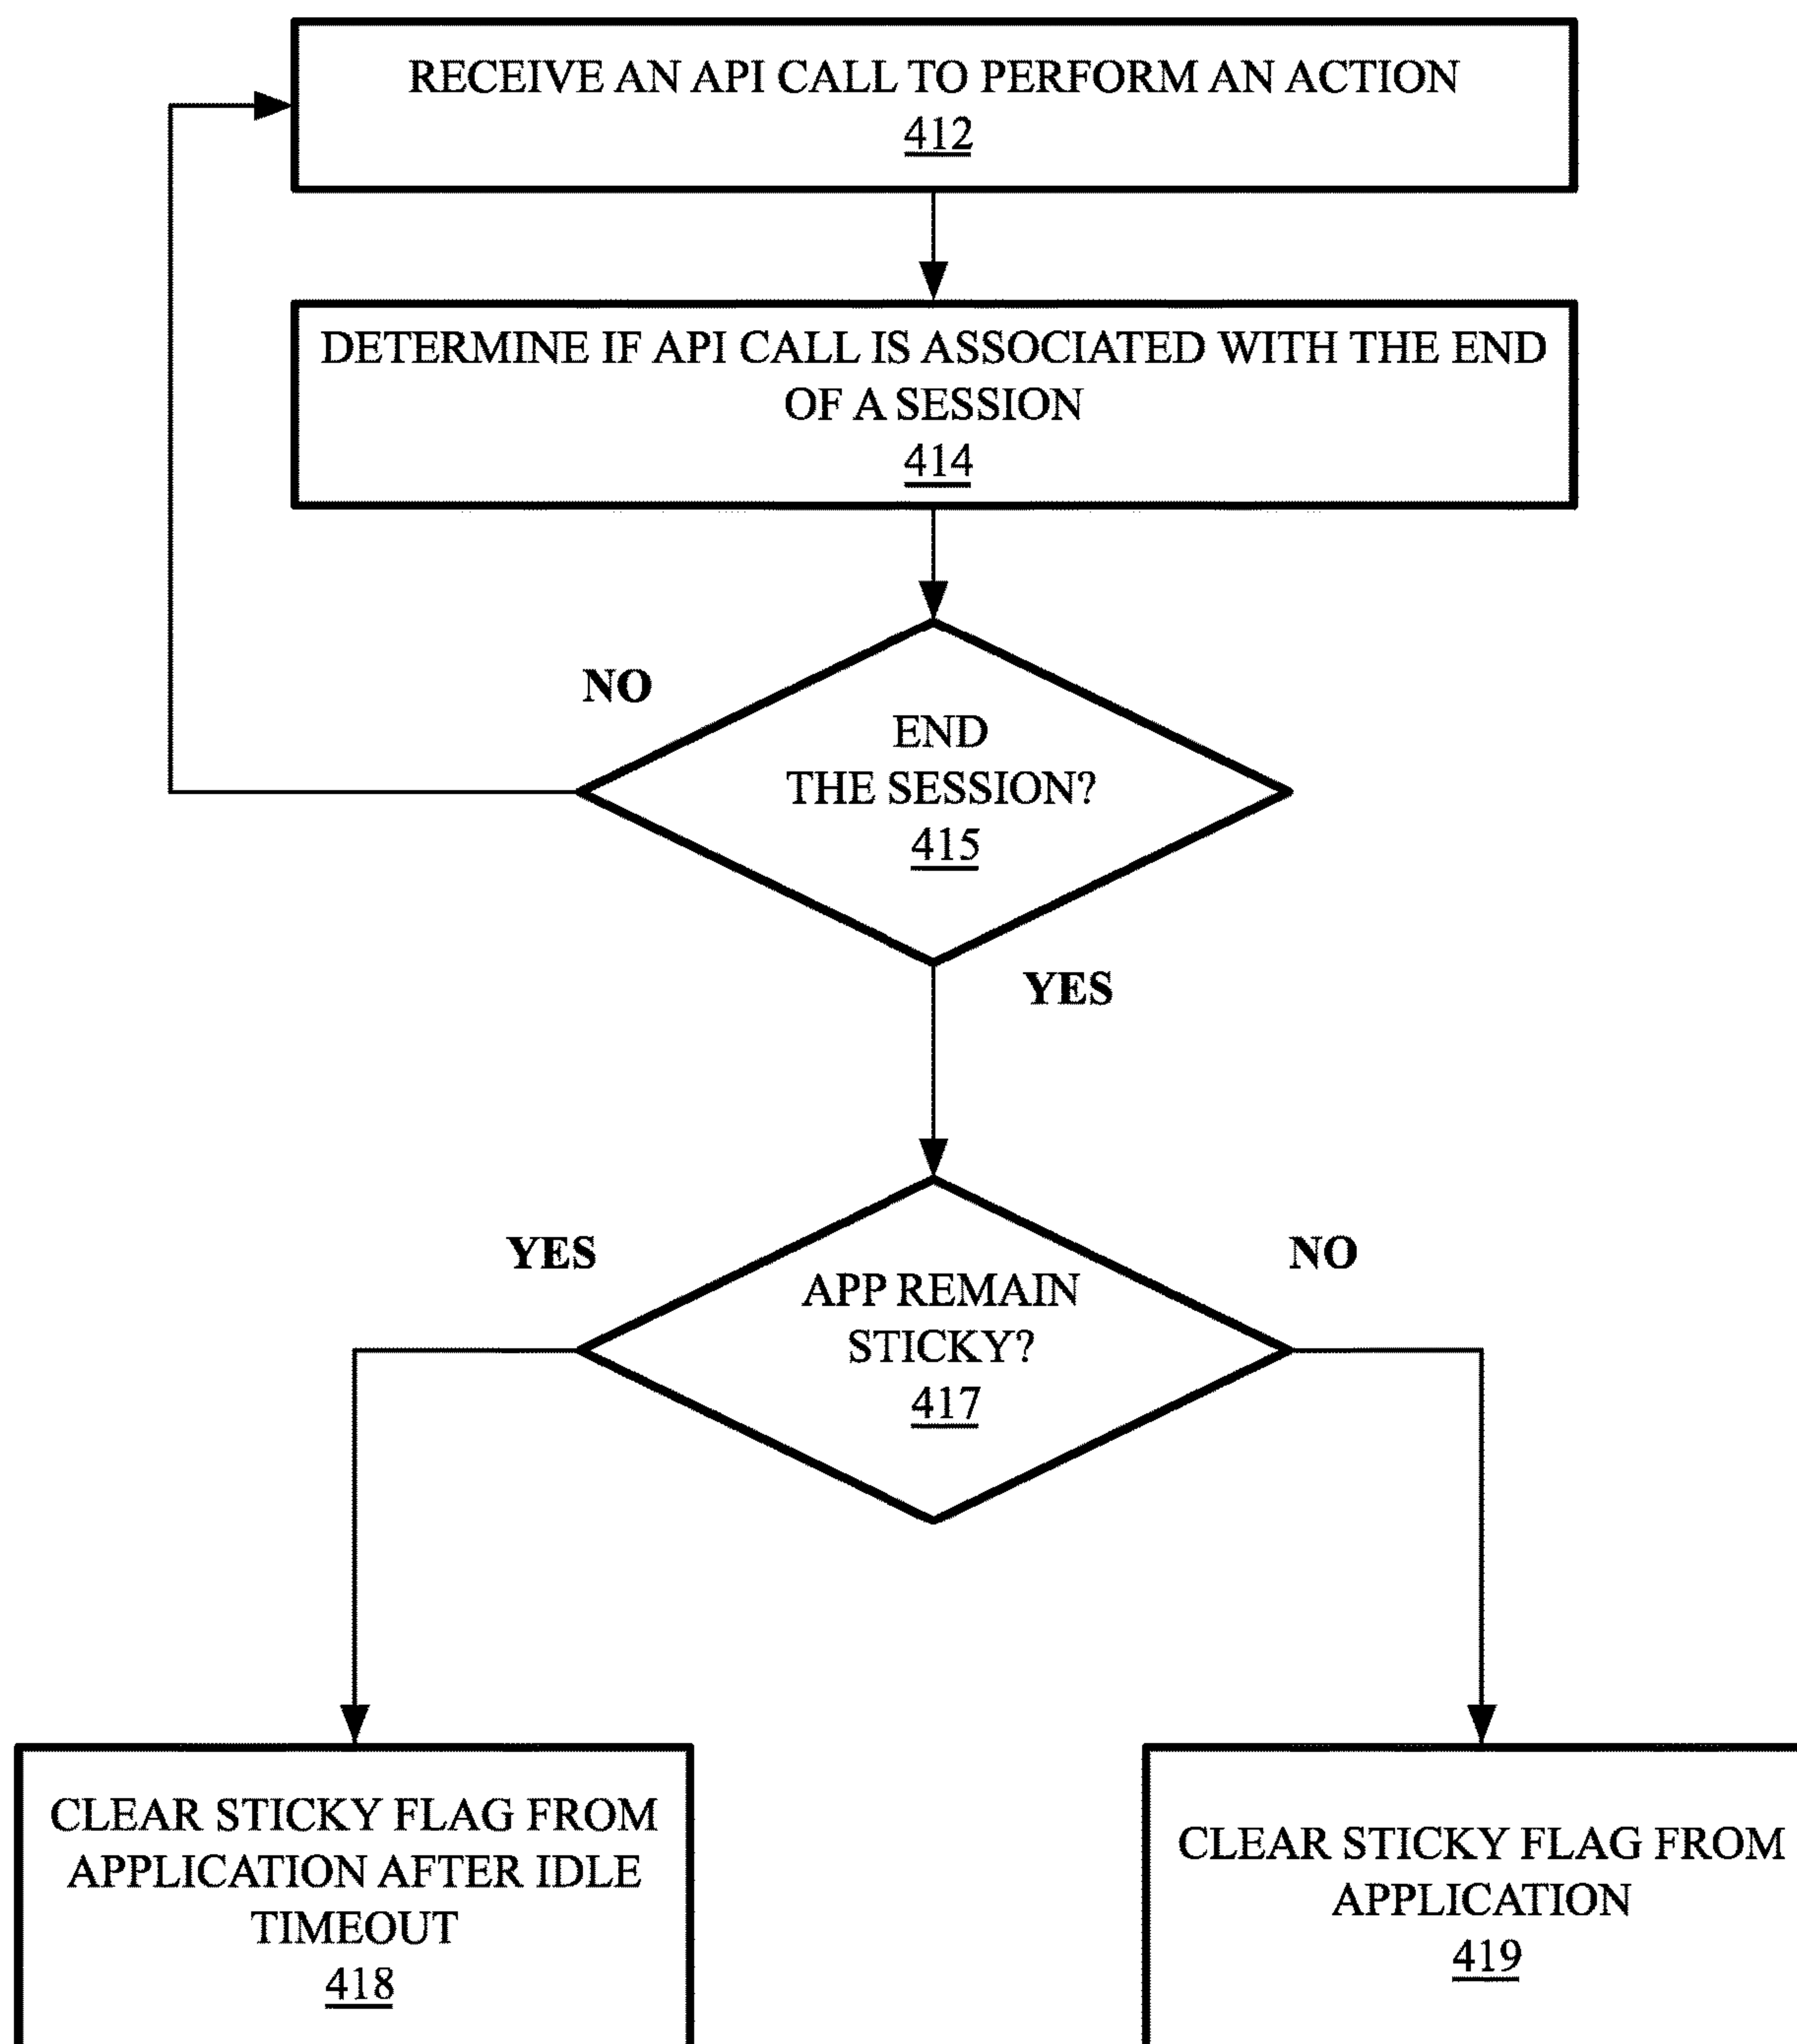 RECEIVE AN API CALL TO PERFORM AN ACTION
412
DETERMINE IF API CALL IS ASSOCIATED WITH THE END
OF A SESSION
414
NO
END
THE SESSION?
415
YES
YES
NO
APP REMAIN
STICKY?
417
CLEAR STICKY FLAG FROM
APPLICATION AFTER IDLE
TIMEOUT
418
CLEAR STICKY FLAG FROM
APPLICATION
419